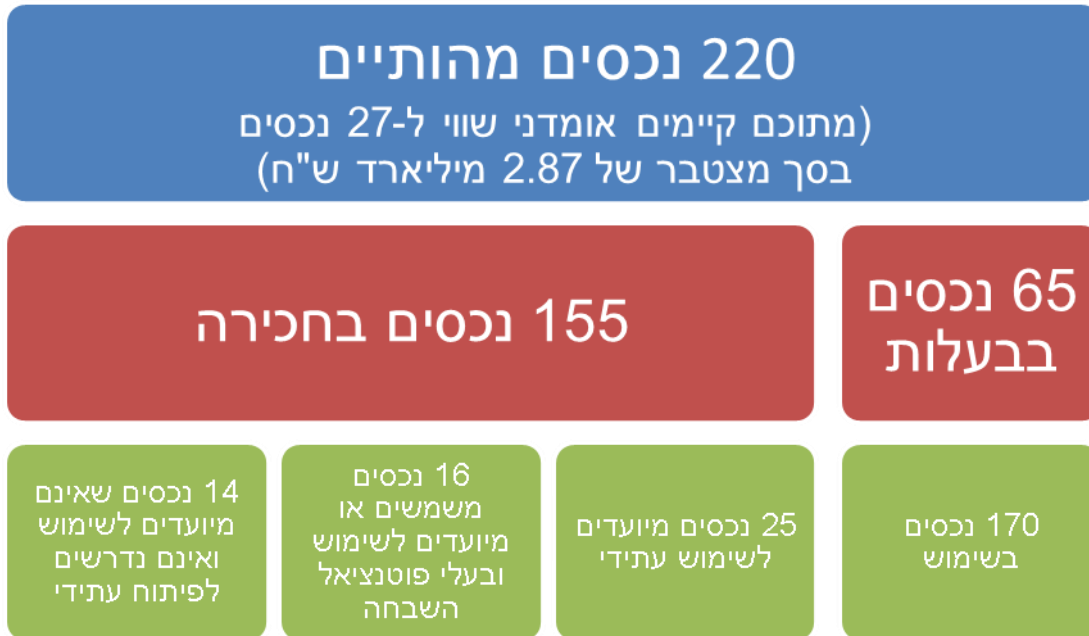 220 נכסים מהותיים
(מתוכם קיימים אומדני שווי ל-27 נכסים
בסך מצטבר של 2.87 מיליארד ש"ח)
65 נכסים
בבעלות
155 נכסים בחכירה
170 נכסים
בשימוש
25 נכסים מיועדים
לשימוש עתידי
16 נכסים
משמשים או
מיועדים לשימוש
ובעלי פוטנציאל
השבחה
14 נכסים שאינם
מיועדים לשימוש
ואינם נדרשים
לפיתוח עתידי